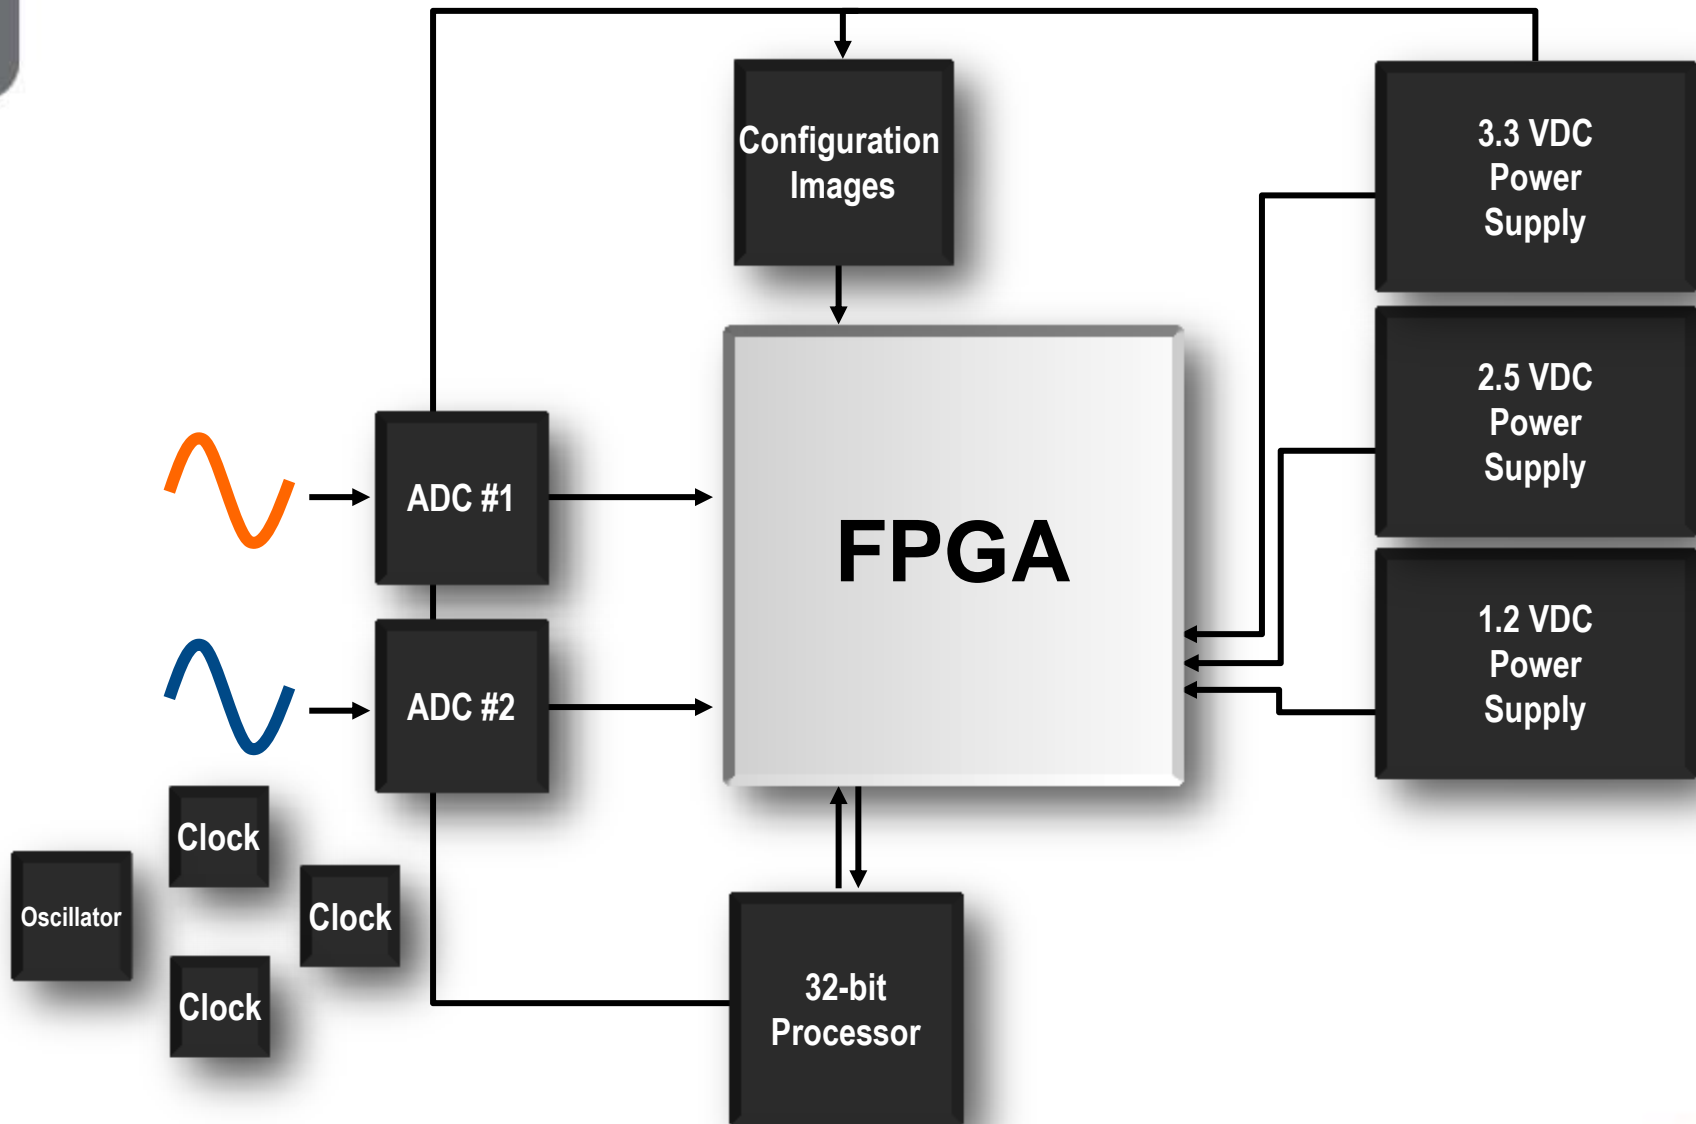 Configuration
Images
3.3 VDC
Power
Supply
2.5 VDC
Power
Supply
ADC #1
FPGA
1.2 VDC
Power
Supply
ADC #2
Clock
Oscillator
Clock
Clock
32-bit
Processor